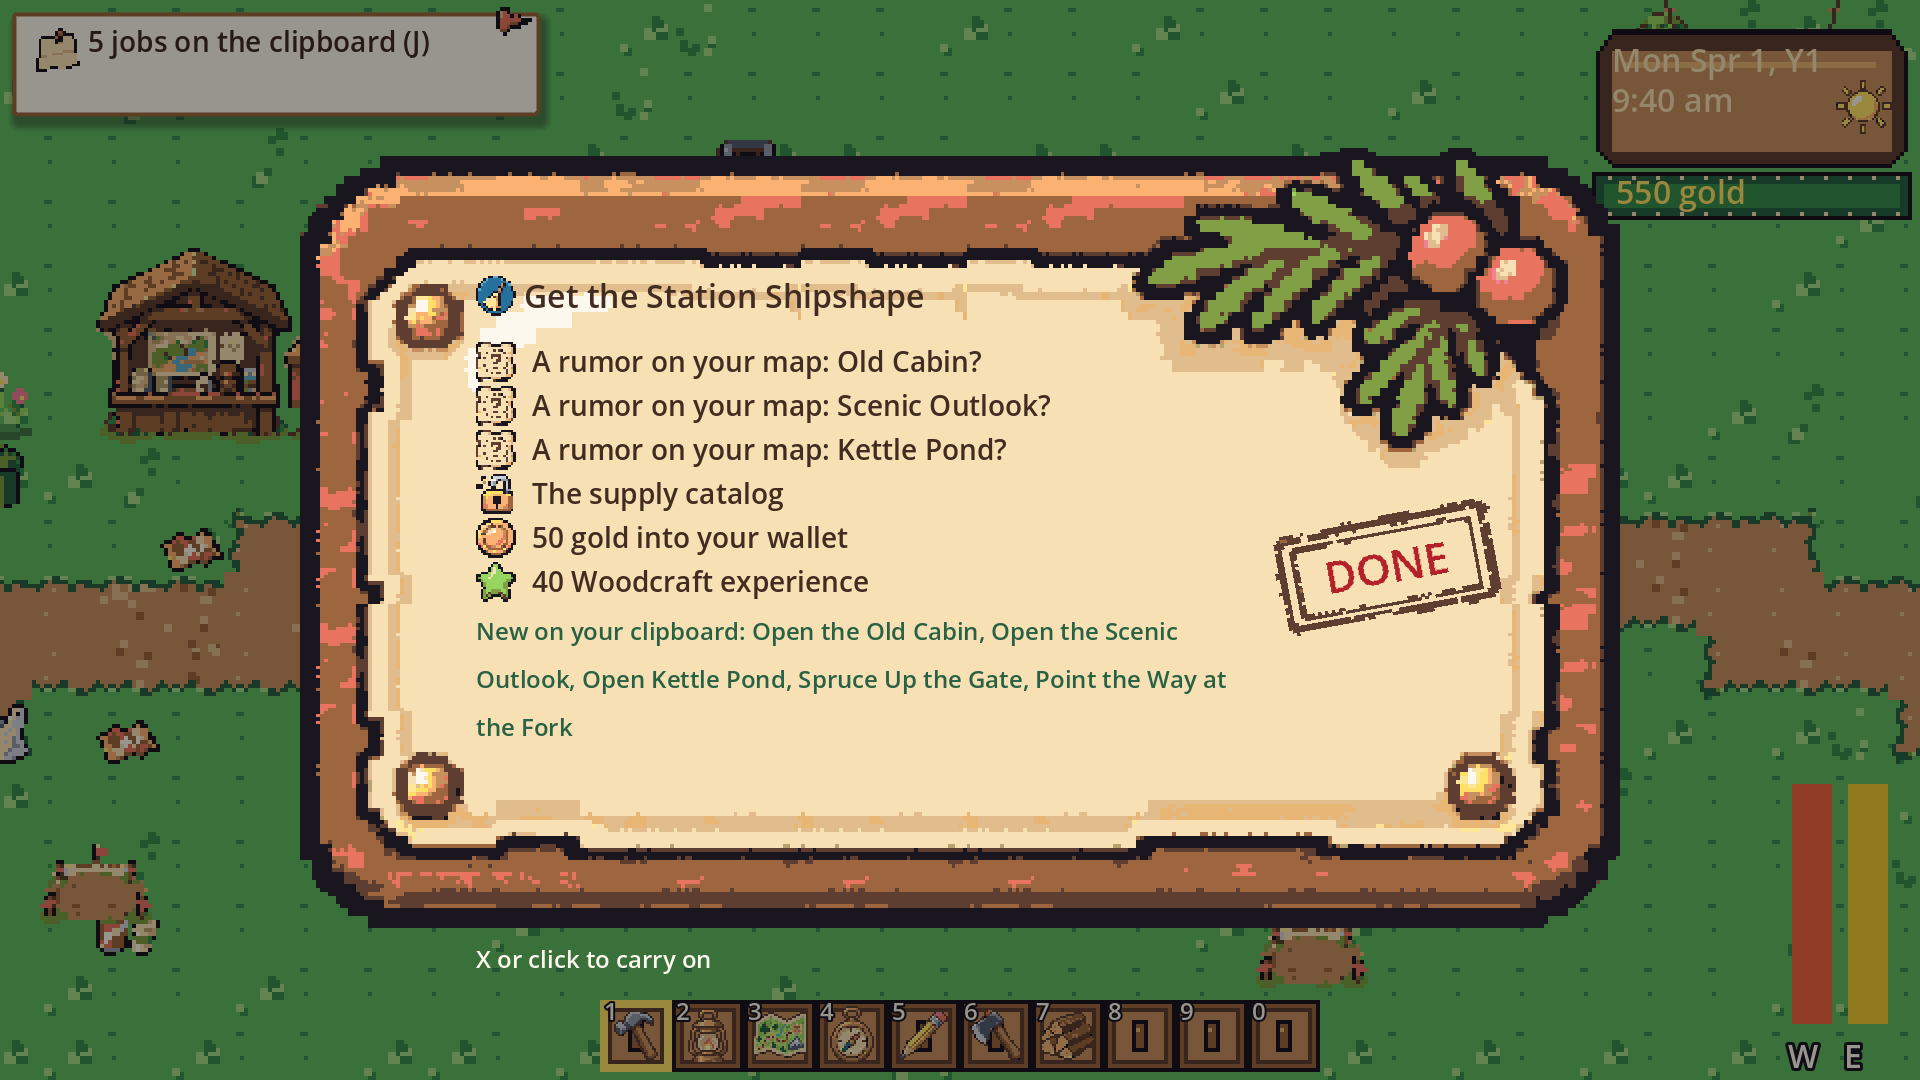 5 jobs on the clipboard (J)
Mon Spr 1, Y1
9:40 am
550 gold
Get the Station Shipshape
A rumor on your map: Old Cabin?
A rumor on your map: Scenic Outlook?
A rumor on your map: Kettle Pond?
The supply catalog
50 gold into your wallet
40 Woodcraft experience
DONE
New on your clipboard: Open the Old Cabin, Open the Scenic
Outlook, Open Kettle Pond, Spruce Up the Gate, Point the Way at
the Fork
X or click to carry on
1 2 3 4 5 6 7 8 9 0
W E